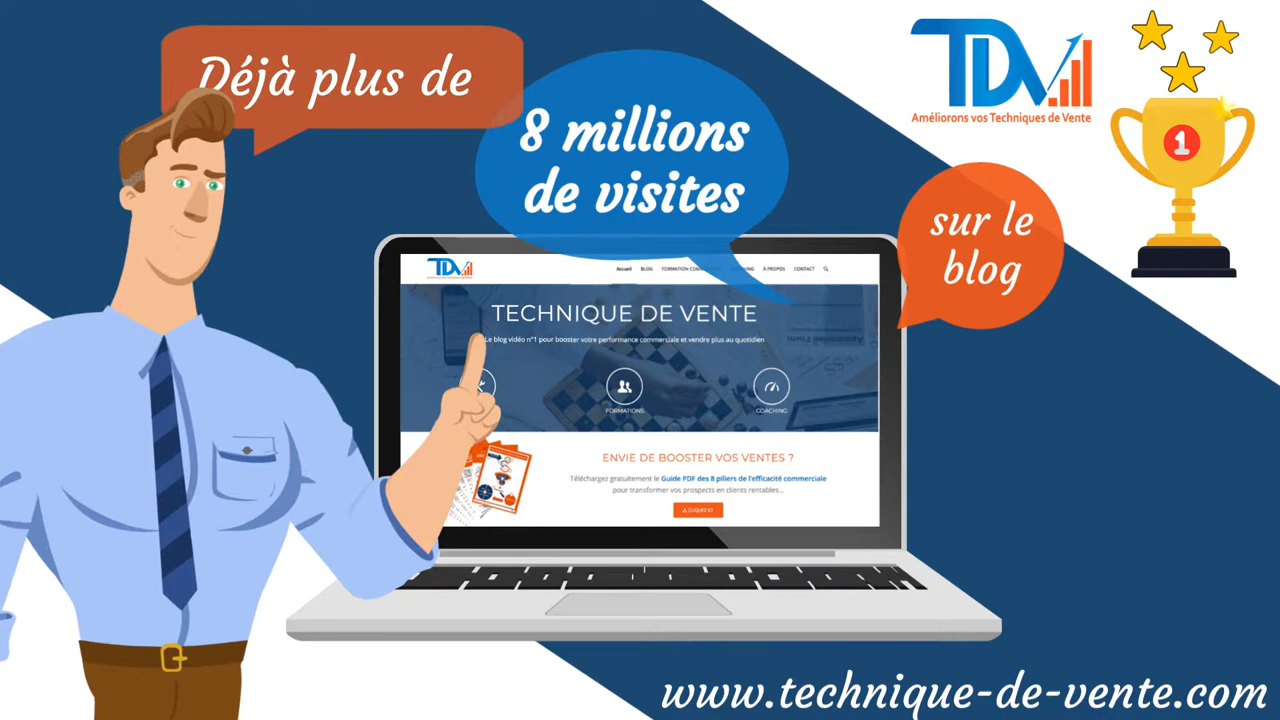 Déjà plus de
8 millions
de visites
sur le
blog
TDV
Améliorons vos Techniques de Vente
1
TDV
Accueil BLOG À PROPOS CONTACT
TECHNIQUE DE VENTE
Le blog vidéo n°1 pour booster votre performance commerciale et vendre plus au quotidien
FORMATIONS
COACHING
ENVIE DE BOOSTER VOS VENTES ?
Téléchargez gratuitement le Guide PDF des 8 piliers de l'efficacité commerciale
pour transformer vos prospects en clients rentables...
CLIQUEZ ICI
www.technique-de-vente.com